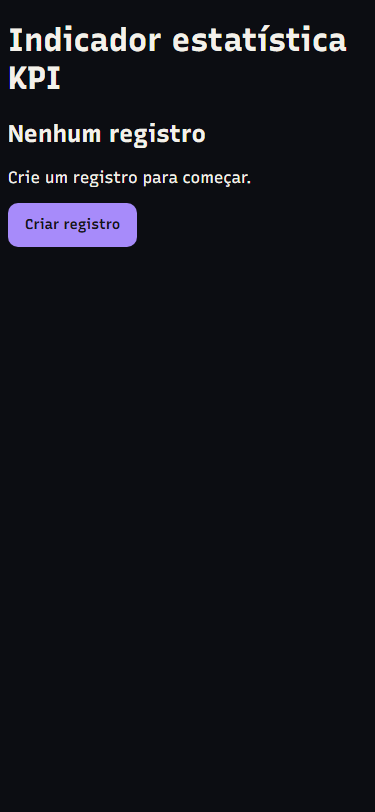 Indicador estatística
KPI
Nenhum registro
Crie um registro para começar.
Criar registro